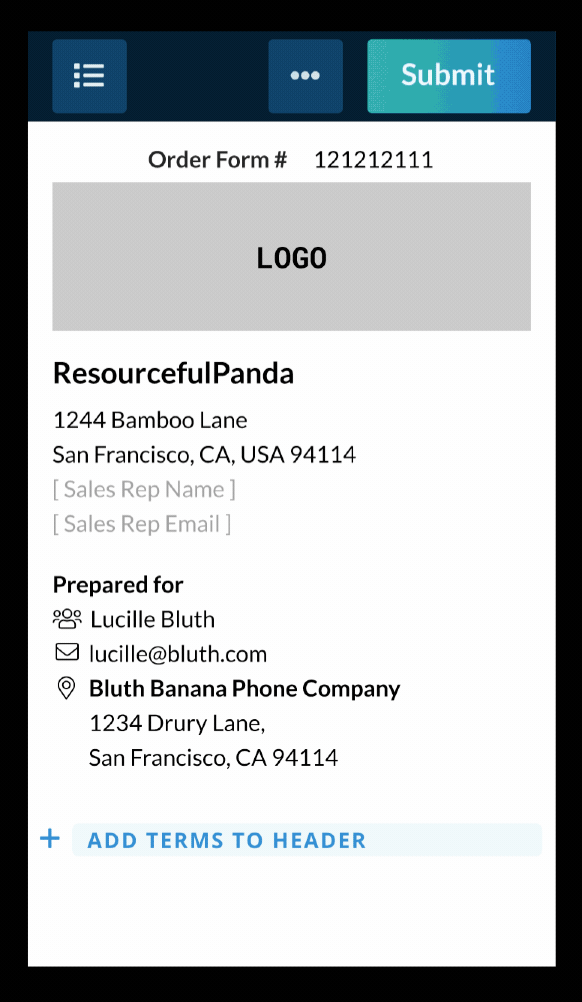 Submit
Order Form # 121212111
LOGO
ResourcefulPanda
1244 Bamboo Lane
San Francisco, CA, USA 94114
[ Sales Rep Name ]
[ Sales Rep Email ]
Prepared for
Lucille Bluth
lucille@bluth.com
Bluth Banana Phone Company
1234 Drury Lane,
San Francisco, CA 94114
+ ADD TERMS TO HEADER